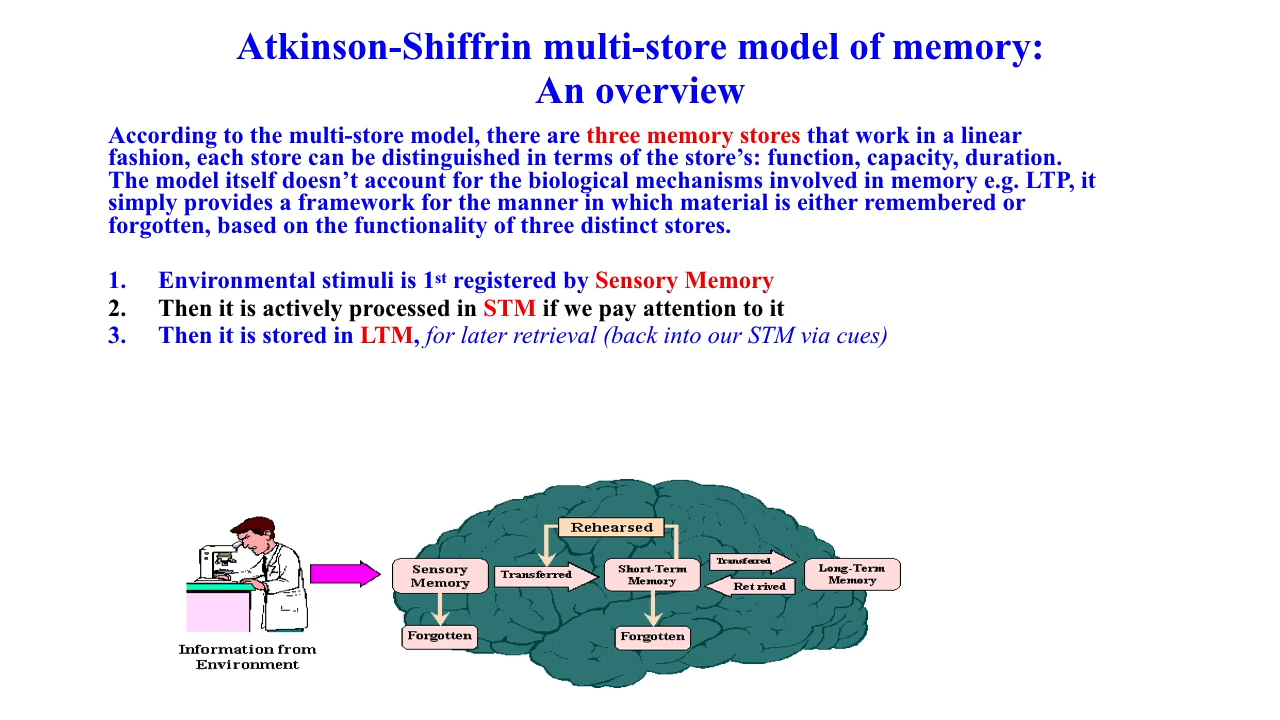 Atkinson-Shiffrin multi-store model of memory:
An overview
According to the multi-store model, there are three memory stores that work in a linear
fashion, each store can be distinguished in terms of the store’s: function, capacity, duration.
The model itself doesn’t account for the biological mechanisms involved in memory e.g. LTP, it
simply provides a framework for the manner in which material is either remembered or
forgotten, based on the functionality of three distinct stores.
1. Environmental stimuli is 1st registered by Sensory Memory
2. Then it is actively processed in STM if we pay attention to it
3. Then it is stored in LTM, for later retrieval (back into our STM via cues)
Rehearsed
Sensory
Memory
Transferred
Short-Term
Memory
Transferred
Ret rived
Long-Term
Memory
Forgotten
Forgotten
Information from
Environment